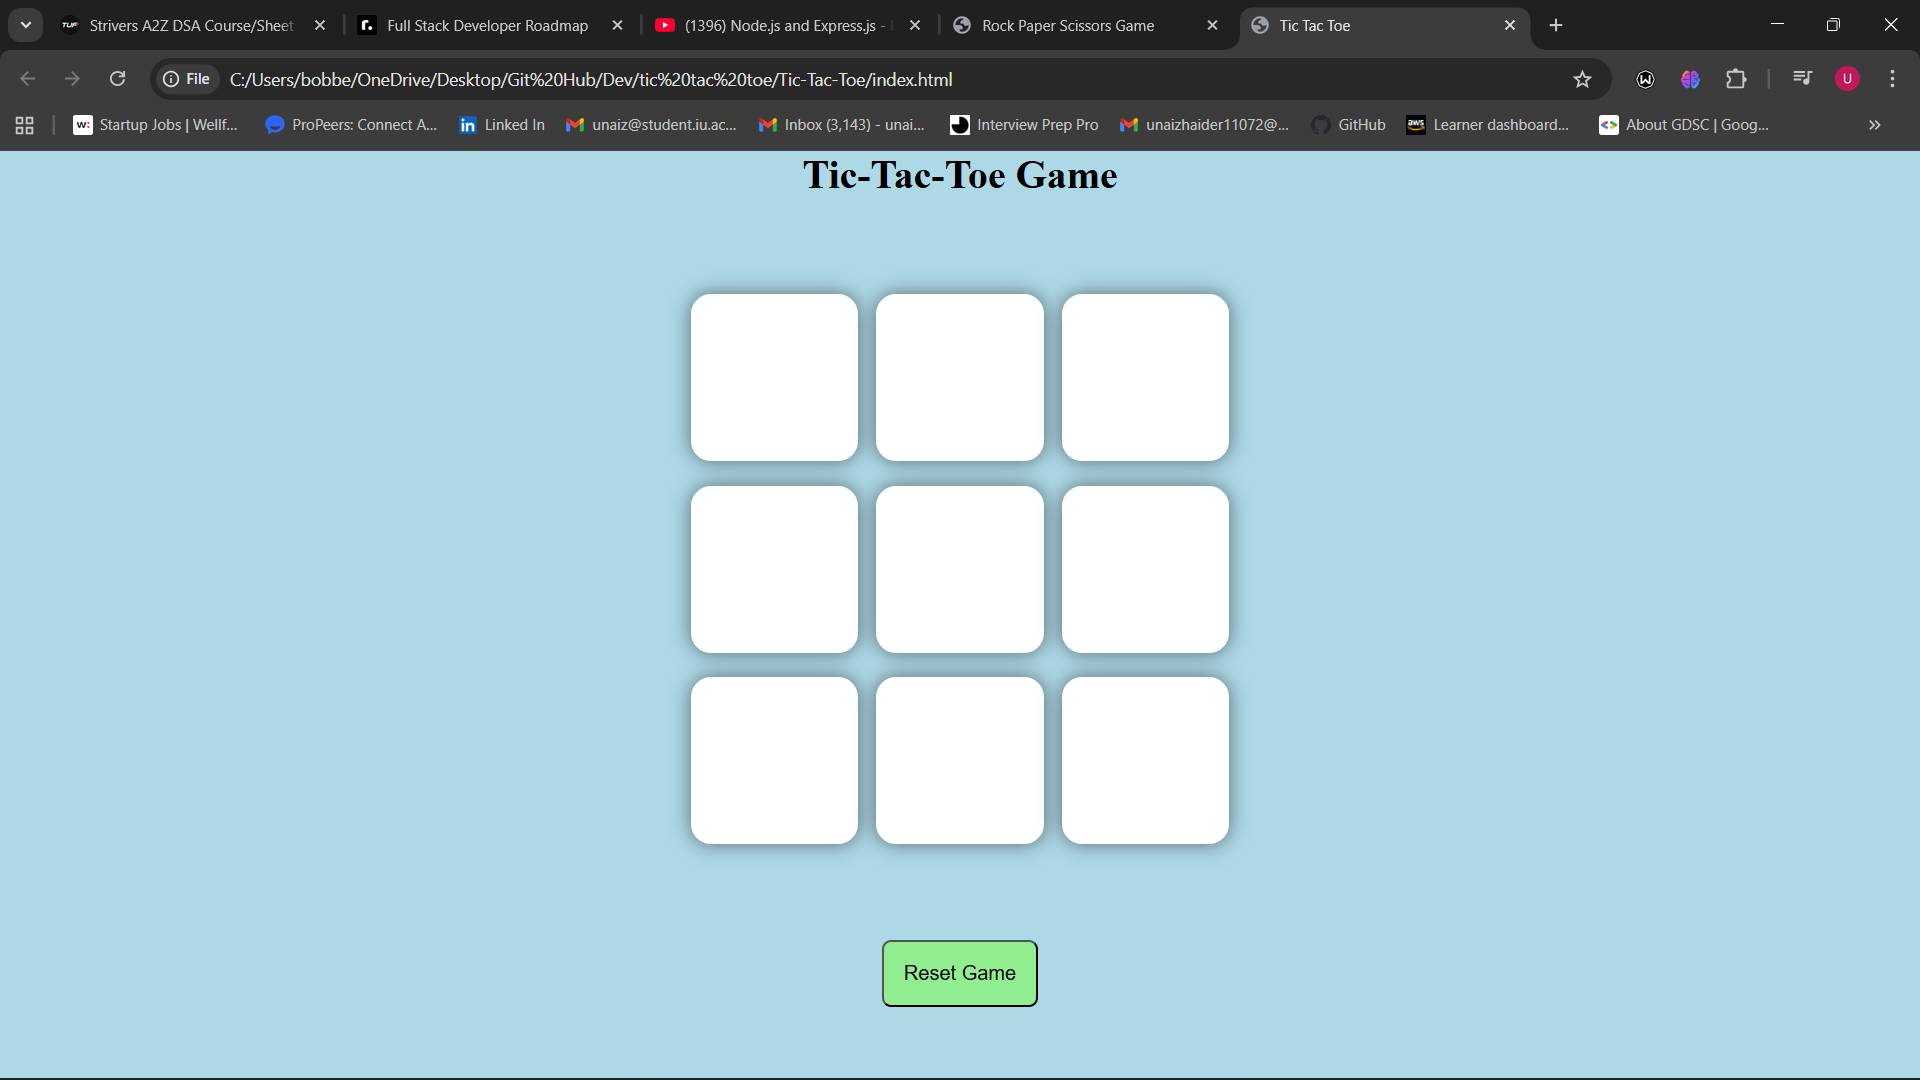 Strivers A2Z DSA Course/Sheet
Full Stack Developer Roadmap
(1396) Node.js and Express.js -
Rock Paper Scissors Game
Tic Tac Toe
File
C:/Users/bobbe/OneDrive/Desktop/Git%20Hub/Dev/tic%20tac%20toe/Tic-Tac-Toe/index.html
U
w:
Startup Jobs | Wellf...
ProPeers: Connect A...
in
Linked In
unaiz@student.iu.ac...
Inbox (3,143) - unai...
Interview Prep Pro
unaizhaider11072@...
GitHub
aws
Learner dashboard...
About GDSC | Goog...
Tic-Tac-Toe Game
Reset Game